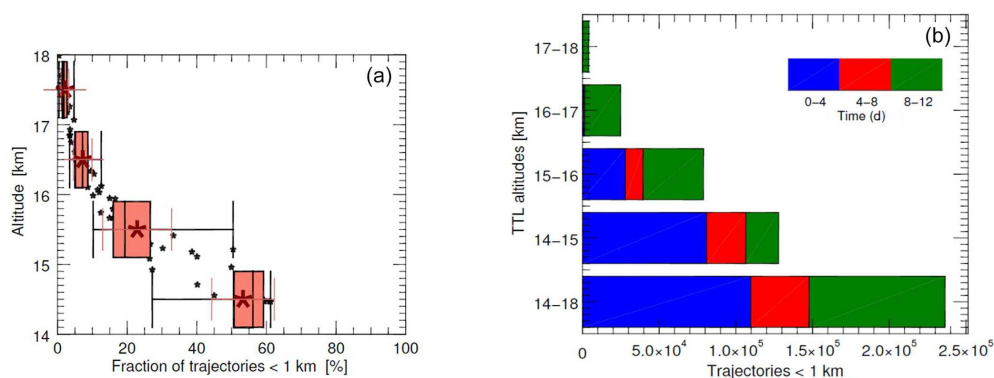 (a)
18
17
16
15
14
Altitude [km]
0 20 40 60 80 100
Fraction of trajectories < 1 km [%]
(b)
17-18
16-17
15-16
14-15
14-18
TTL altitudes [km]
0-4 4-8 8-12
Time (d)
0 5.0×10⁴ 1.0×10⁵ 1.5×10⁵ 2.0×10⁵ 2.5×10⁵
Trajectories < 1 km